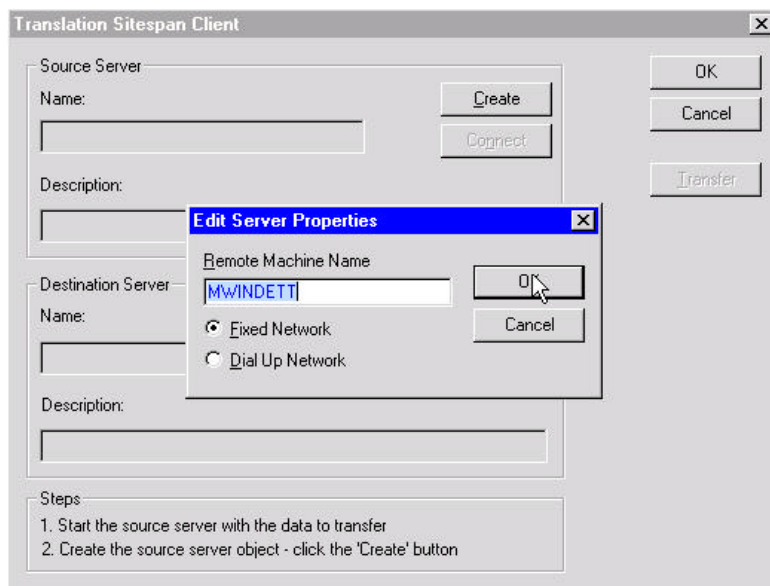 Translation Sitespan Client
Source Server
Name:
Create
Connect
Description:
OK
Cancel
Transfer
Edit Server Properties
Remote Machine Name
MWINDETT
Fixed Network
Dial Up Network
OK
Cancel
Destination Server
Name:
Description:
Steps
1. Start the source server with the data to transfer
2. Create the source server object - click the 'Create' button